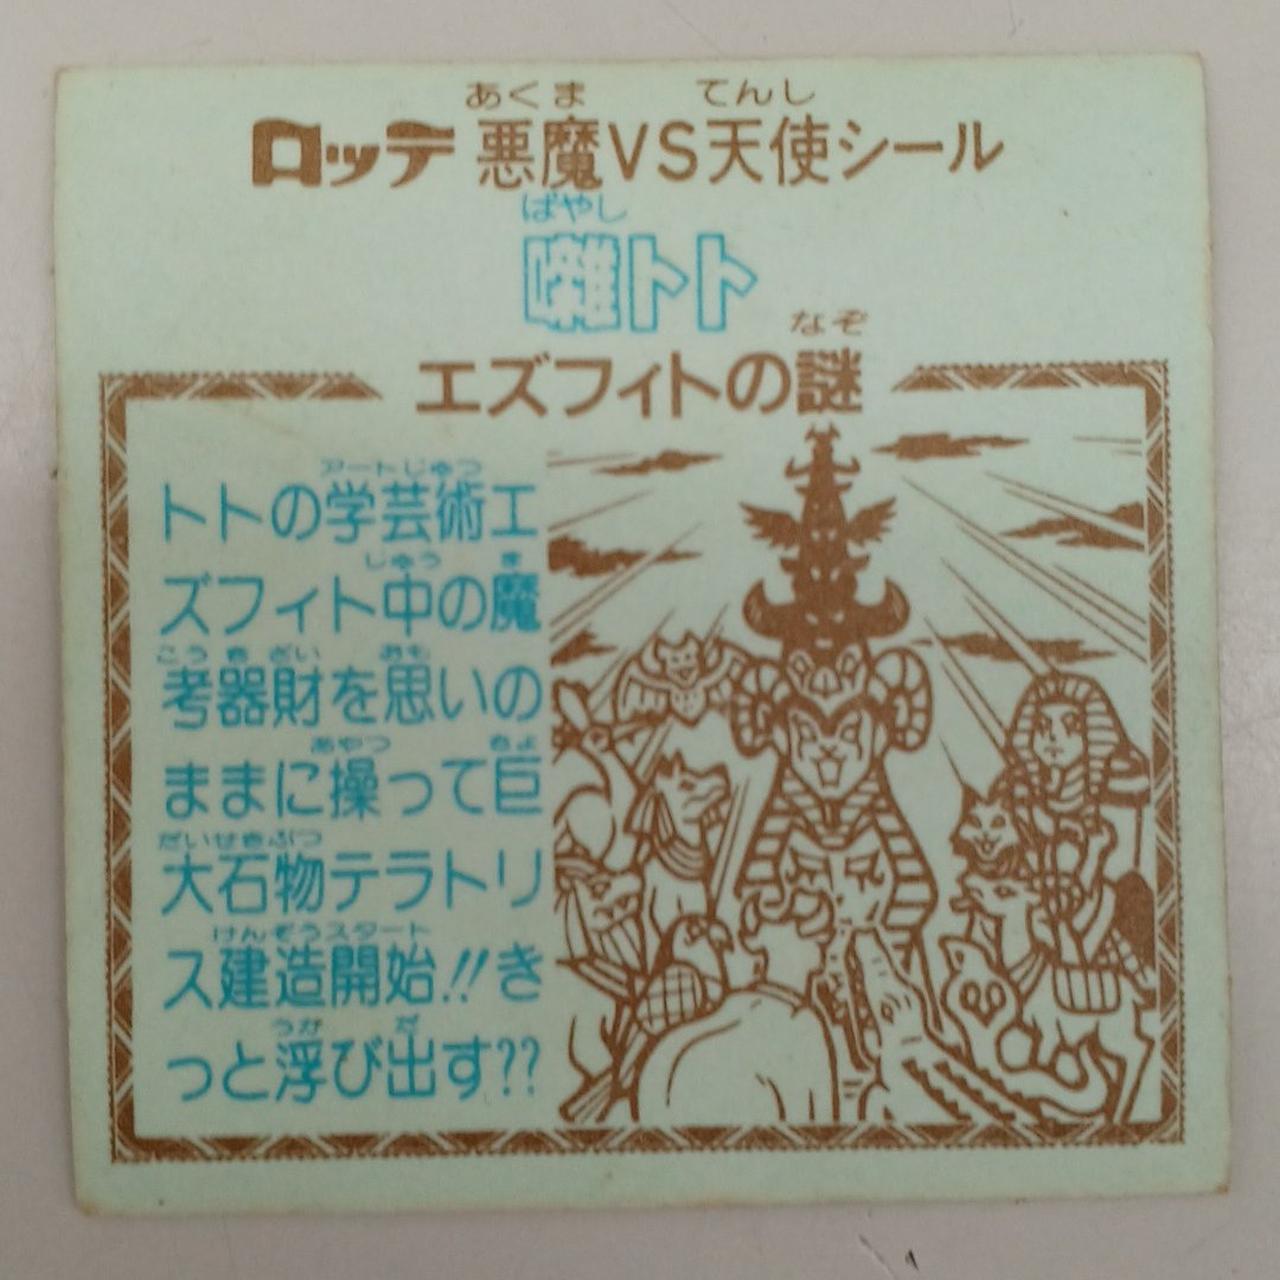 あくま てんし
ロッテ 悪魔VS天使シール
ばやし
囃トト
なぞ
エズフィトの謎
アートじゅつ
トトの学芸術エ
じゅう ま
ズフィト中の魔
こう き ざい おも
考器財を思いの
あやつ きょ
ままに操って巨
だいせきぶつ
大石物テラトリ
けんぞうスタート
ス建造開始!!き
うか だ
っと浮び出す??